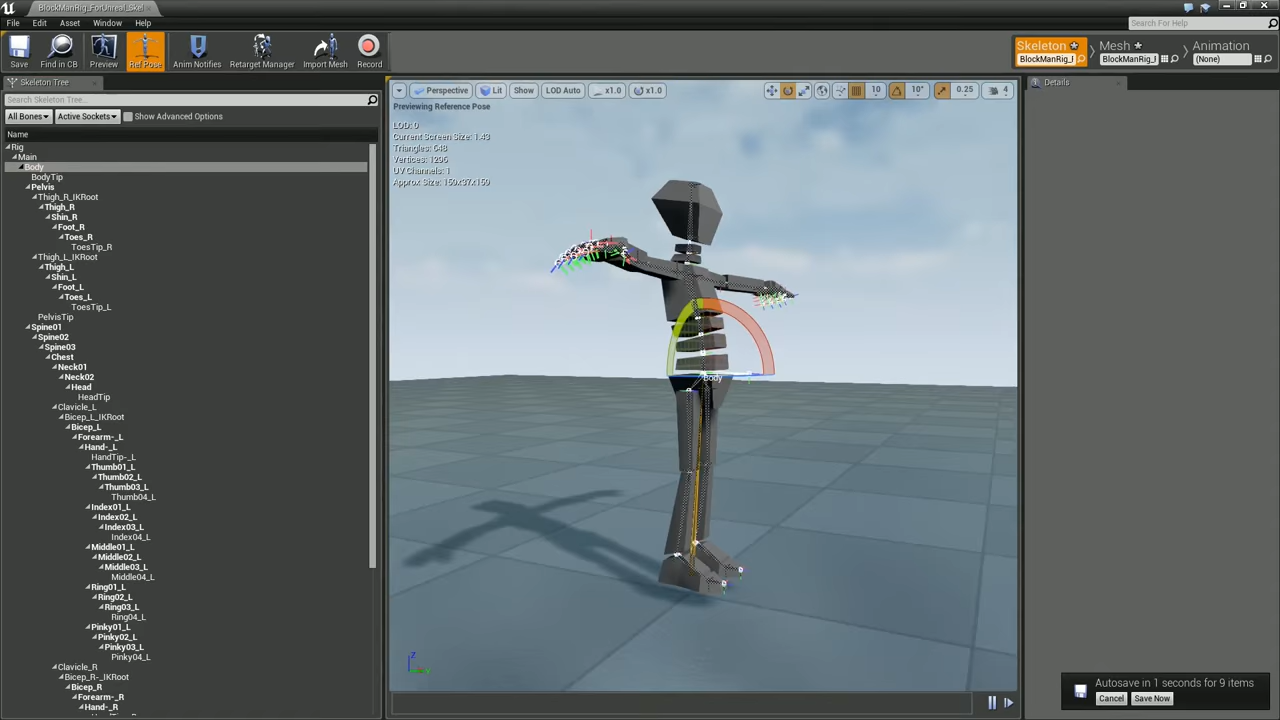 BlockManRig_ForUnreal_Skel
File Edit Asset Window Help
Search For Help
Save Find in CB Preview Ref Pose Anim Notifies Retarget Manager Import Mesh Record
Skeleton Mesh Animation
BlockManRig_I BlockManRig_I (None)
Skeleton Tree
Details
Search Skeleton Tree...
All Bones Active Sockets Show Advanced Options
Name
Rig
Main
Body
BodyTip
Pelvis
Thigh_R_IKRoot
Thigh_R
Shin_R
Foot_R
Toes_R
ToesTip_R
Thigh_L_IKRoot
Thigh_L
Shin_L
Foot_L
Toes_L
ToesTip_L
PelvisTip
Spine01
Spine02
Spine03
Chest
Neck01
Neck02
Head
HeadTip
Clavicle_L
Bicep_L_IKRoot
Bicep_L
Forearm-_L
Hand-_L
HandTip-_L
Thumb01_L
Thumb02_L
Thumb03_L
Thumb04_L
Index01_L
Index02_L
Index03_L
Index04_L
Middle01_L
Middle02_L
Middle03_L
Middle04_L
Ring01_L
Ring02_L
Ring03_L
Ring04_L
Pinky01_L
Pinky02_L
Pinky03_L
Pinky04_L
Clavicle_R
Bicep_R-_IKRoot
Bicep_R
Forearm-_R
Hand-_R
Perspective Lit Show LOD Auto x1.0 x1.0 10 10° 0.25 4
Previewing Reference Pose
LOD: 0
Current Screen Size: 1.43
Triangles: 648
Vertices: 1296
UV Channels: 1
Approx Size: 159x37x159
Body
Z
Autosave in 1 seconds for 9 items
Cancel Save Now